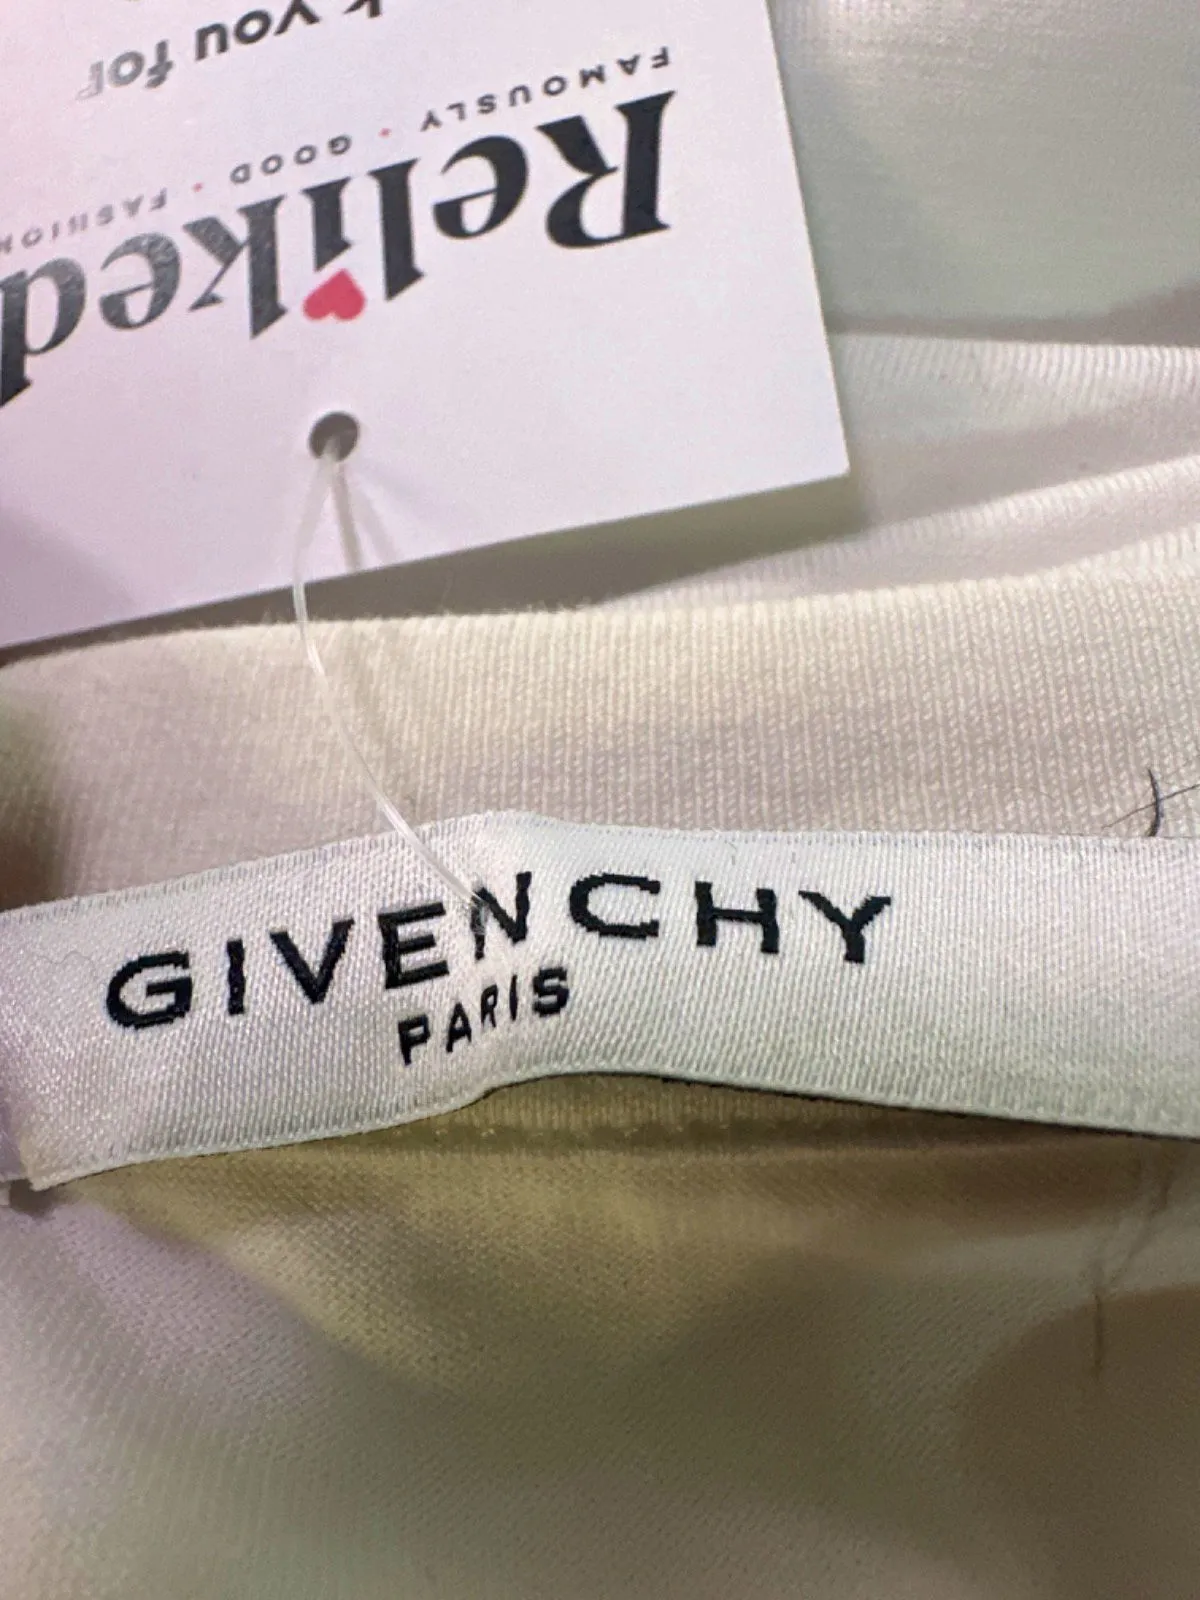 Reliked
FAMOUSLY • GOOD • FASHION
you for
GIVENCHY
PARIS